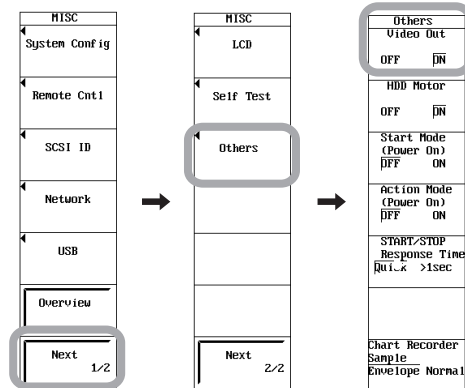 MISC
System Config
Remote Cntl
SCSI ID
Network
USB
Overview
Next
1/2
MISC
LCD
Self Test
Others
Next
2/2
Others
Video Out
OFF ON
HDD Motor
OFF ON
Start Mode
(Power On)
OFF ON
Action Mode
(Power On)
OFF ON
START/STOP
Response Time
Quick >1sec
Chart Recorder
Sample
Envelope Normal